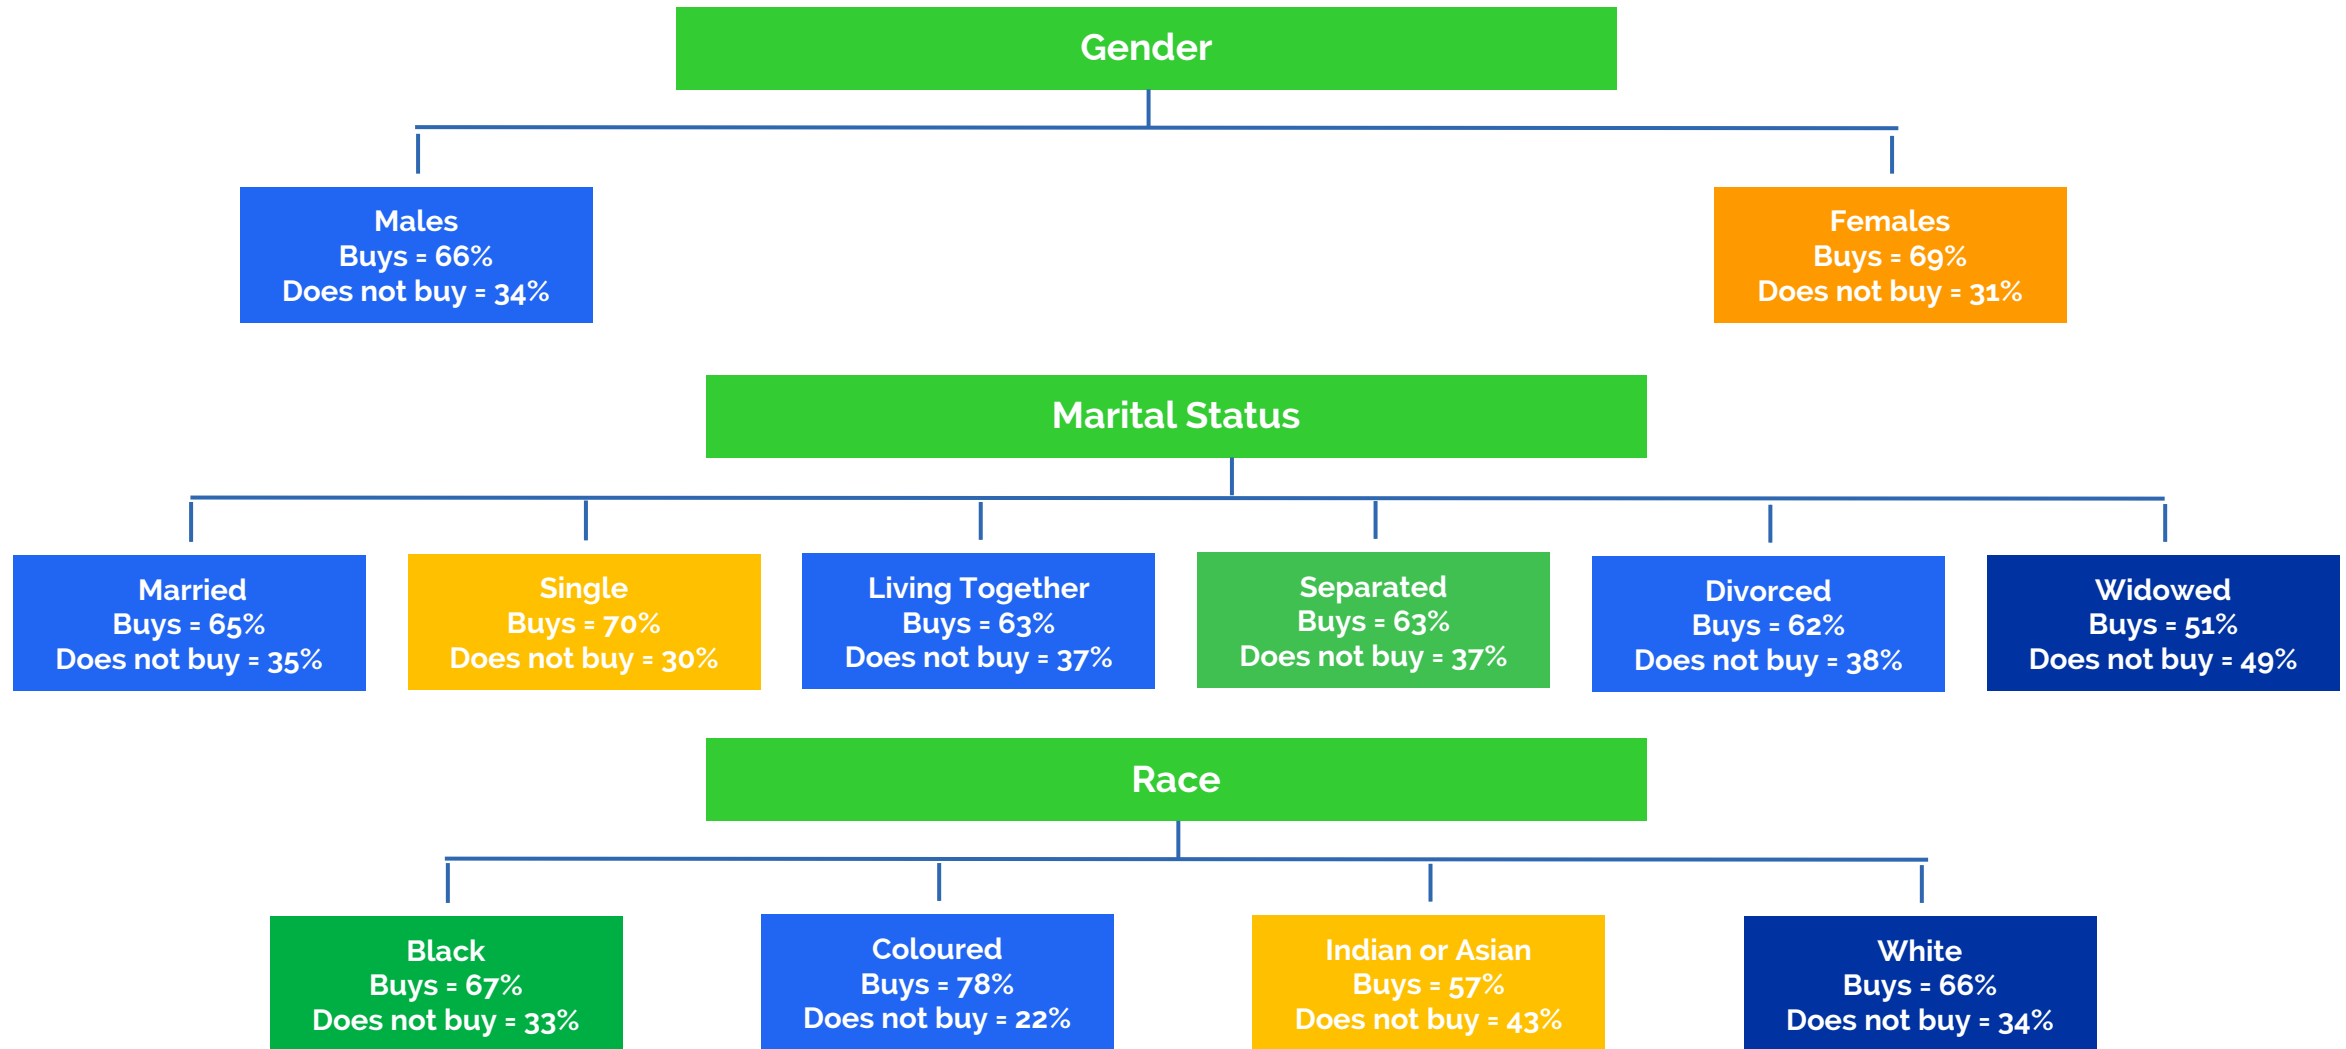 Gender
Males
Buys = 66%
Does not buy = 34%
Females
Buys = 69%
Does not buy = 31%
Marital Status
Married
Buys = 65%
Does not buy = 35%
Single
Buys = 70%
Does not buy = 30%
Living Together
Buys = 63%
Does not buy = 37%
Separated
Buys = 63%
Does not buy = 37%
Divorced
Buys = 62%
Does not buy = 38%
Widowed
Buys = 51%
Does not buy = 49%
Race
Black
Buys = 67%
Does not buy = 33%
Coloured
Buys = 78%
Does not buy = 22%
Indian or Asian
Buys = 57%
Does not buy = 43%
White
Buys = 66%
Does not buy = 34%